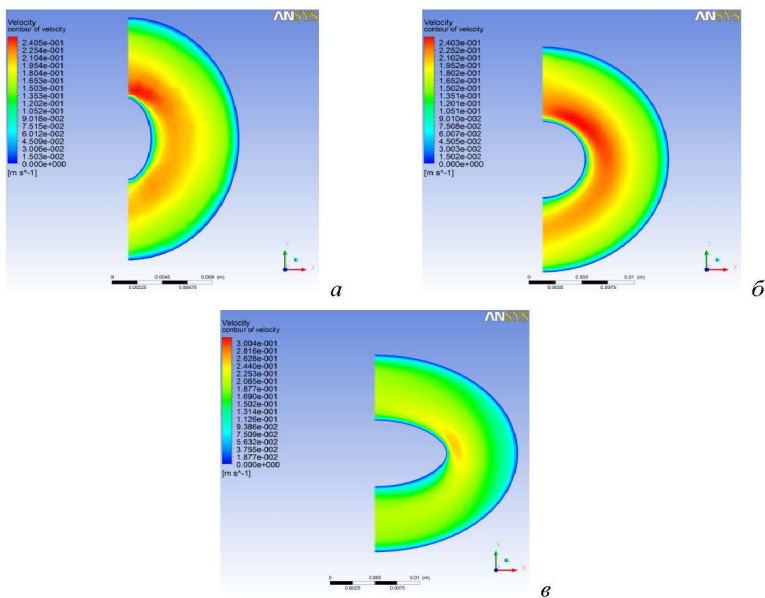 ANSYS
Velocity
contour of velocity
2.405e-001
2.254e-001
2.104e-001
1.954e-001
1.804e-001
1.653e-001
1.503e-001
1.353e-001
1.202e-001
1.052e-001
9.018e-002
7.515e-002
6.012e-002
4.509e-002
3.006e-002
1.503e-002
0.000e+000
[m s^-1]
0 0.0045 0.009 (m)
0.00225 0.00675
Y
X
а
ANSYS
Velocity
contour of velocity
2.403e-001
2.252e-001
2.102e-001
1.952e-001
1.802e-001
1.652e-001
1.502e-001
1.351e-001
1.201e-001
1.051e-001
9.010e-002
7.508e-002
6.007e-002
4.505e-002
3.003e-002
1.502e-002
0.000e+000
[m s^-1]
0 0.005 0.01 (m)
0.0025 0.0075
Y
X
б
ANSYS
Velocity
contour of velocity
3.004e-001
2.816e-001
2.628e-001
2.440e-001
2.253e-001
2.065e-001
1.877e-001
1.690e-001
1.502e-001
1.314e-001
1.126e-001
9.386e-002
7.509e-002
5.632e-002
3.755e-002
1.877e-002
0.000e+000
[m s^-1]
0 0.005 0.01 (m)
0.0025 0.0075
Y
X
в